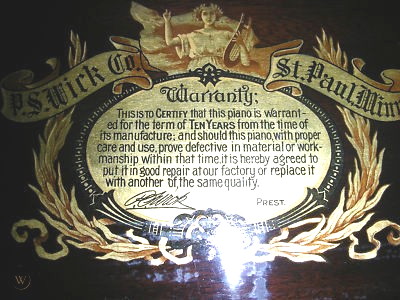 P.S. Wick Co.
St. Paul, Minn
Warranty;
THIS IS TO CERTIFY that this piano is warrant-
ed for the term of TEN YEARS from the time of
its manufacture; and should this piano, with proper
care and use, prove defective in material or work-
manship within that time, it is hereby agreed to
put it in good repair at our factory or replace it
with another of, the same quality.
PREST.
W